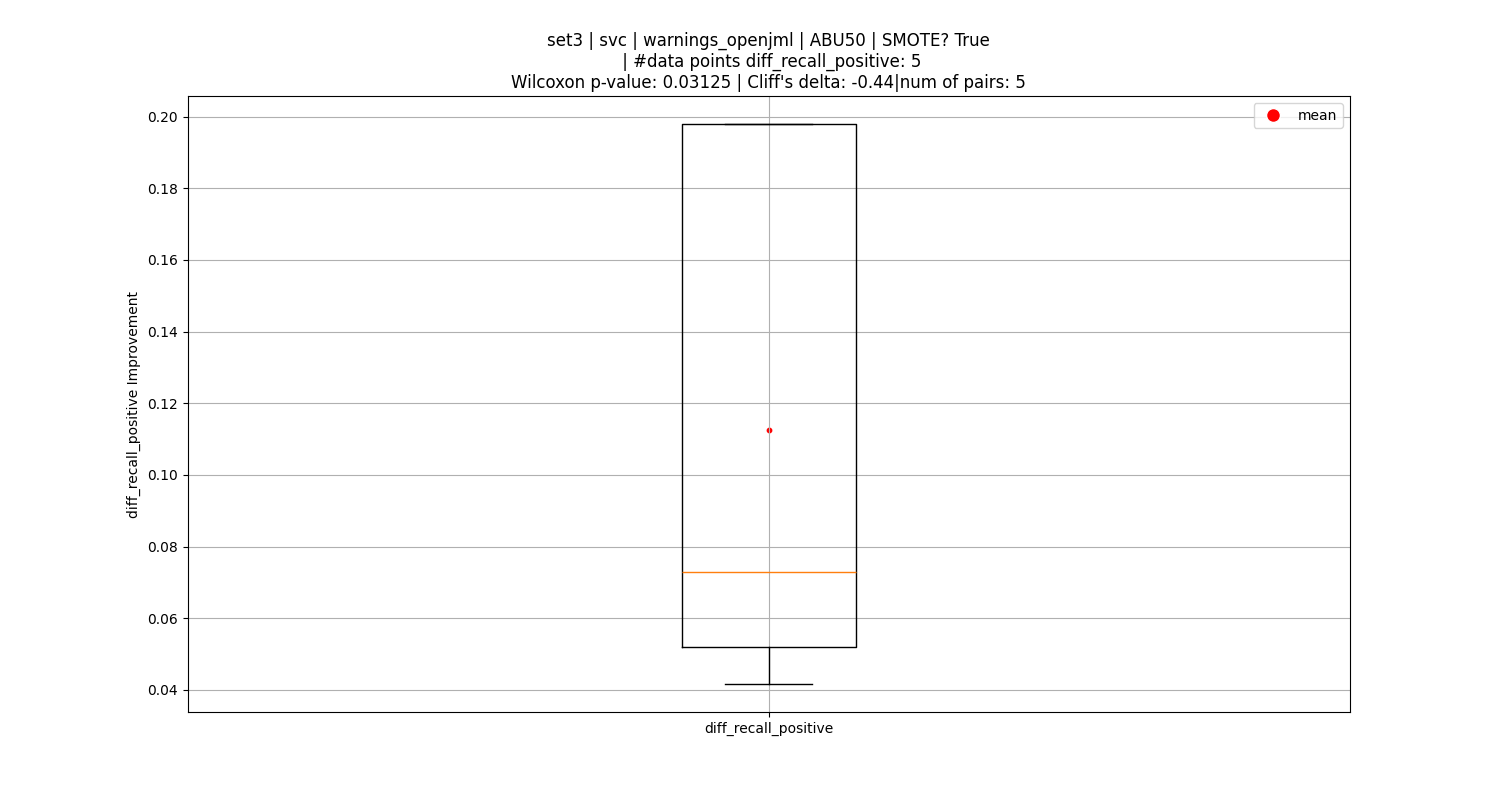 set3 | svc | warnings_openjml | ABU50 | SMOTE? True
| #data points diff_recall_positive: 5
Wilcoxon p-value: 0.03125 | Cliff's delta: -0.44|num of pairs: 5
mean
0.20
0.18
0.16
0.14
0.12
0.10
0.08
0.06
0.04
diff_recall_positive Improvement
diff_recall_positive